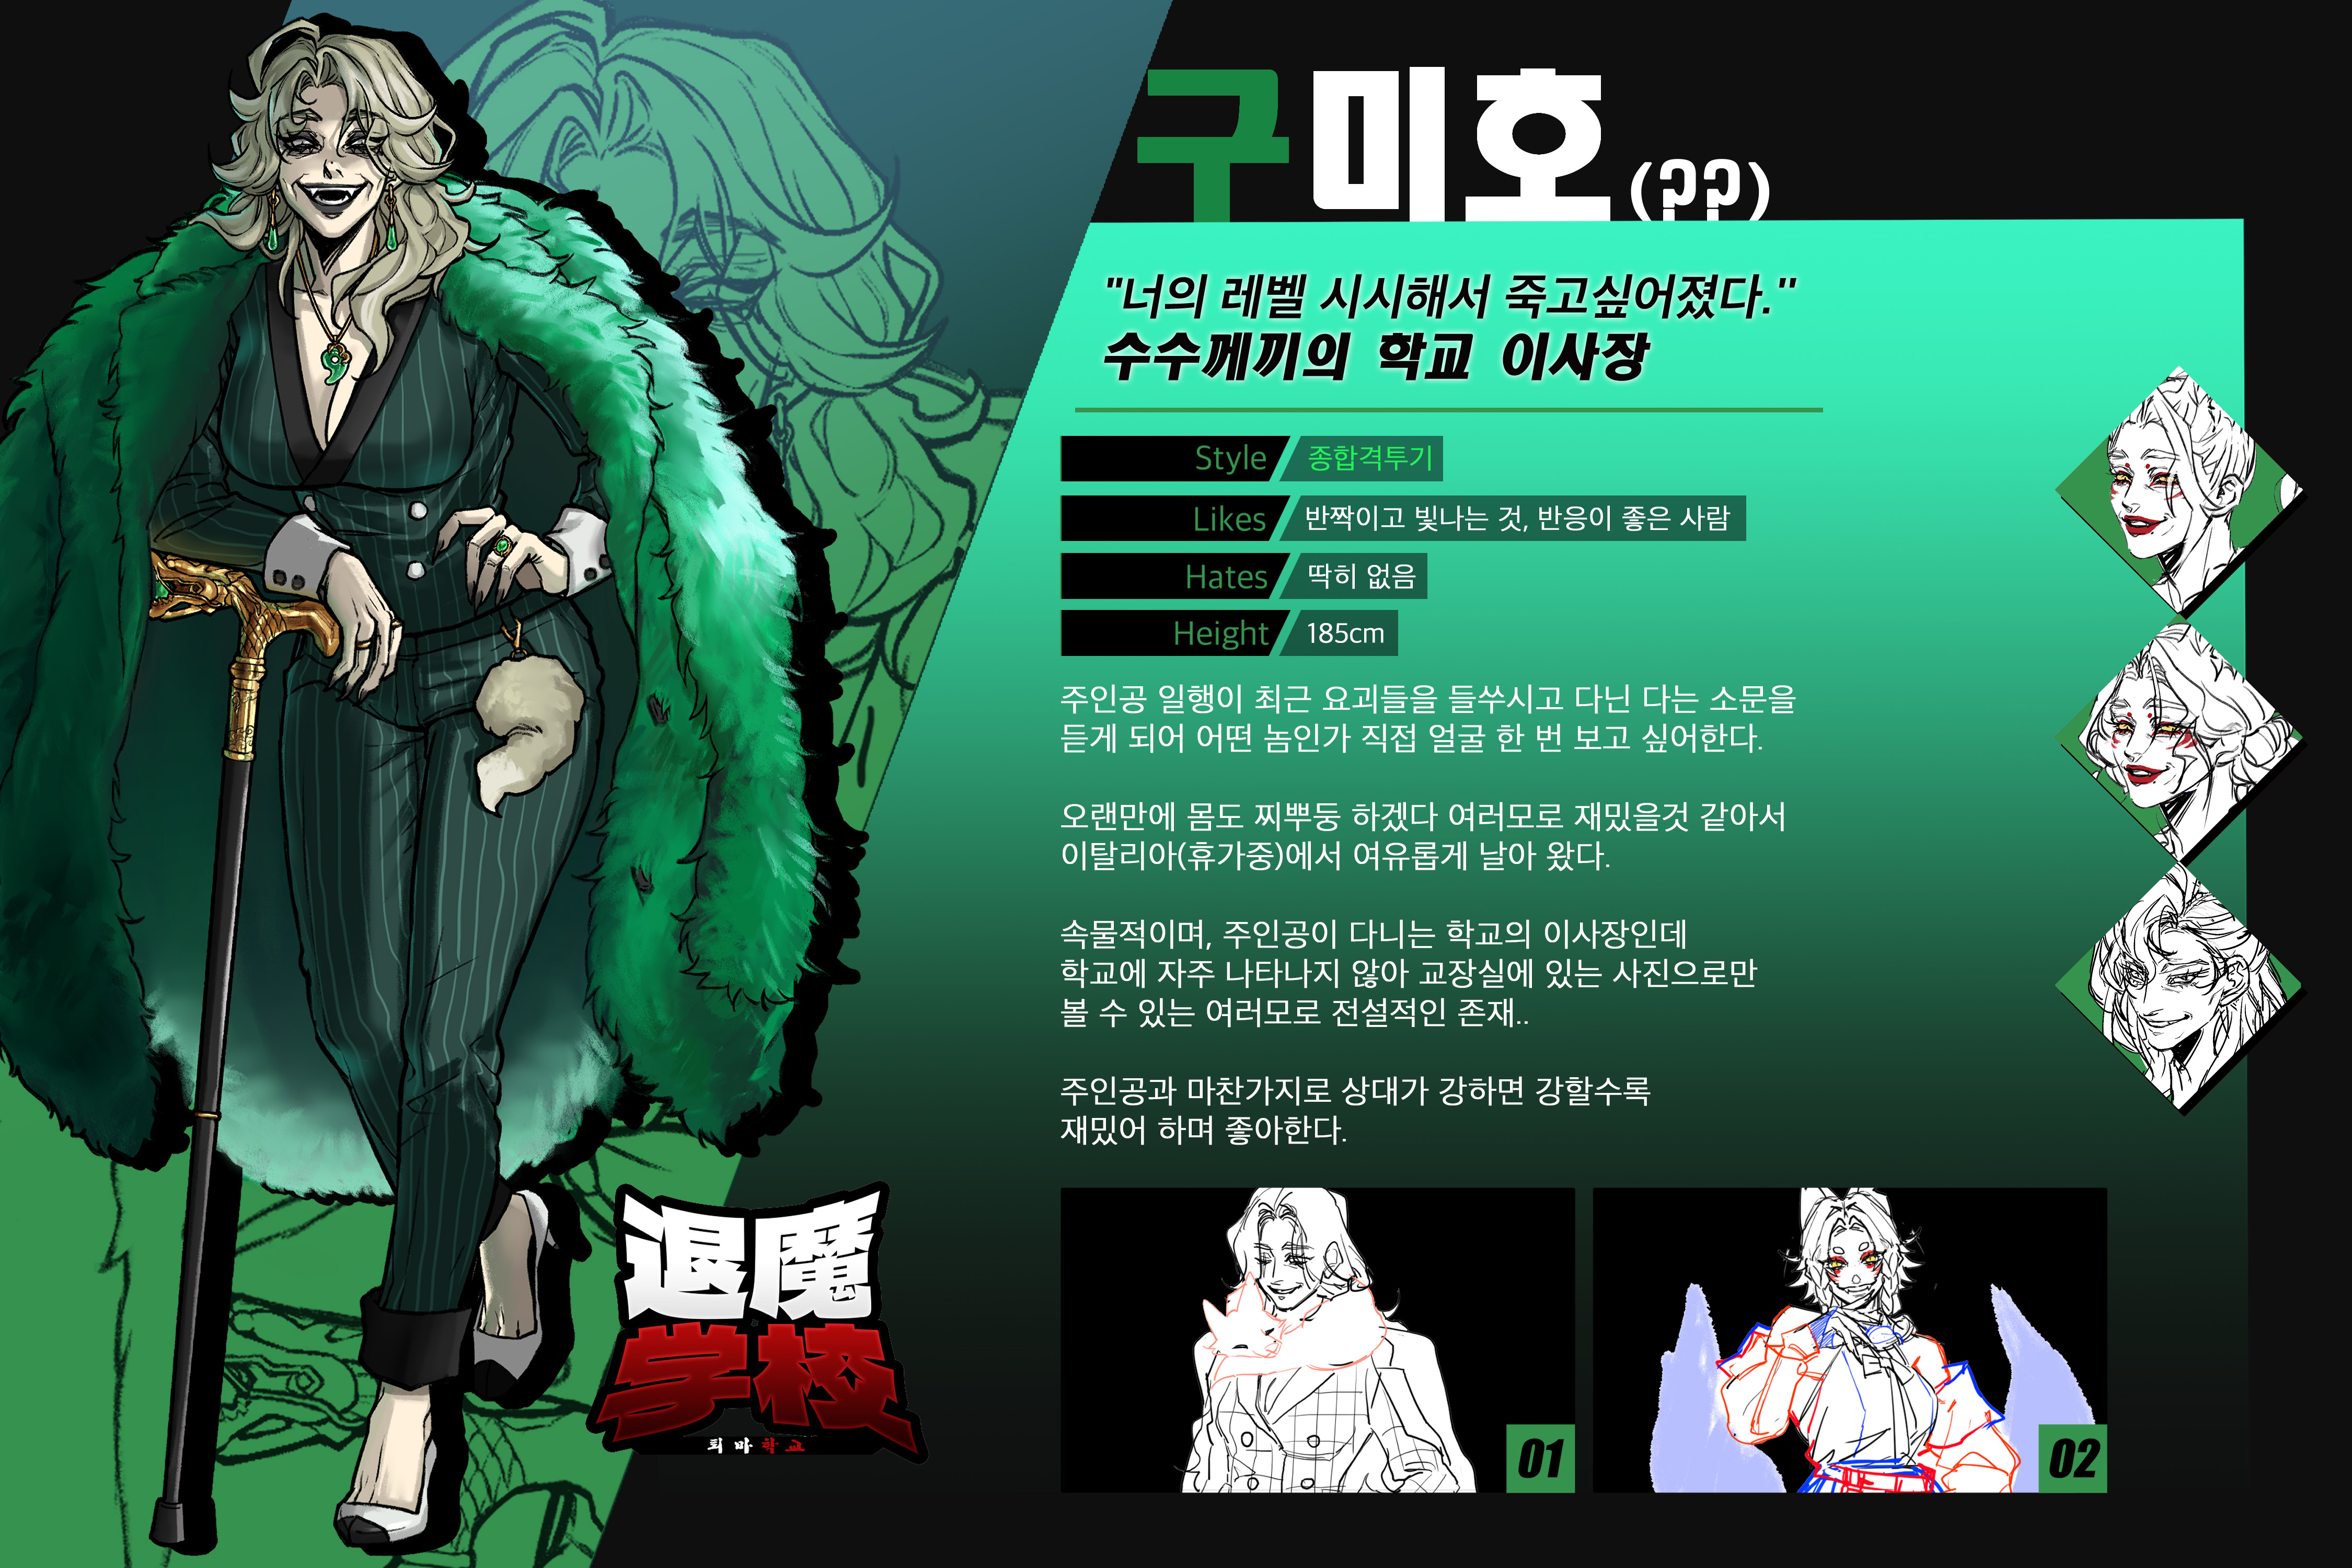 구미호(??)
"너의 레벨 시시해서 죽고싶어졌다."
수수께끼의 학교 이사장
Style 종합격투기
Likes 반짝이고 빛나는 것, 반응이 좋은 사람
Hates 딱히 없음
Height 185cm
주인공 일행이 최근 요괴들을 들쑤시고 다닌 다는 소문을
듣게 되어 어떤 놈인가 직접 얼굴 한 번 보고 싶어한다.
오랜만에 몸도 찌뿌둥 하겠다 여러모로 재밌을것 같아서
이탈리아(휴가중)에서 여유롭게 날아 왔다.
속물적이며, 주인공이 다니는 학교의 이사장인데
학교에 자주 나타나지 않아 교장실에 있는 사진으로만
볼 수 있는 여러모로 전설적인 존재..
주인공과 마찬가지로 상대가 강하면 강할수록
재밌어 하며 좋아한다.
退魔
学校
퇴마학교
01
02